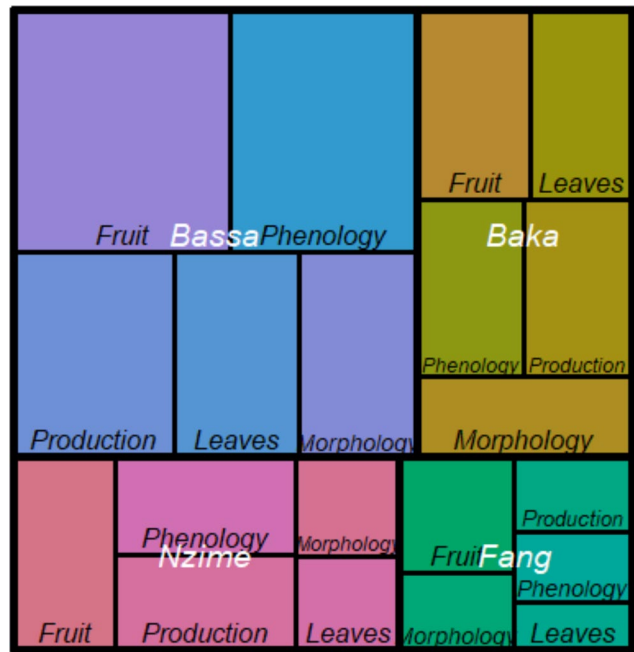 Fruit
Bassa
Phenology
Production
Leaves
Morphology
Fruit
Leaves
Baka
Phenology
Production
Morphology
Fruit
Phenology
Nzime
Production
Morphology
Leaves
Fruit
Fang
Morphology
Production
Phenology
Leaves